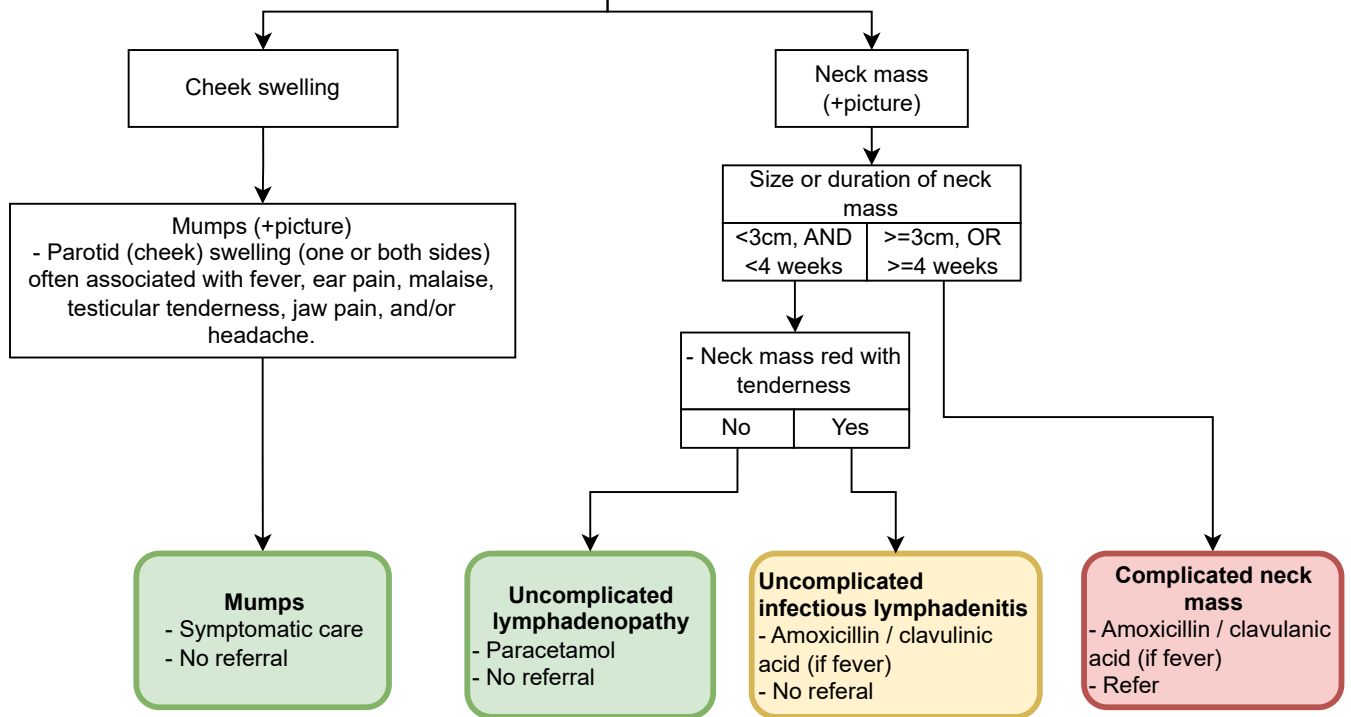 Cheek swelling
Neck mass
(+picture)
Size or duration of neck
mass
<3cm, AND
<4 weeks
>=3cm, OR
>=4 weeks
Mumps (+picture)
- Parotid (cheek) swelling (one or both sides)
often associated with fever, ear pain, malaise,
testicular tenderness, jaw pain, and/or
headache.
- Neck mass red with
tenderness
No
Yes
Mumps
- Symptomatic care
- No referral
Uncomplicated
lymphadenopathy
- Paracetamol
- No referral
Uncomplicated
infectious lymphadenitis
- Amoxicillin / clavulinic
acid (if fever)
- No referal
Complicated neck
mass
- Amoxicillin / clavulanic
acid (if fever)
- Refer